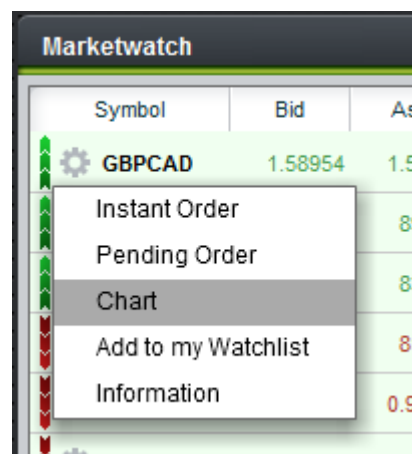 Marketwatch
Symbol Bid
GBPCAD 1.58954
Instant Order
Pending Order
Chart
Add to my Watchlist
Information